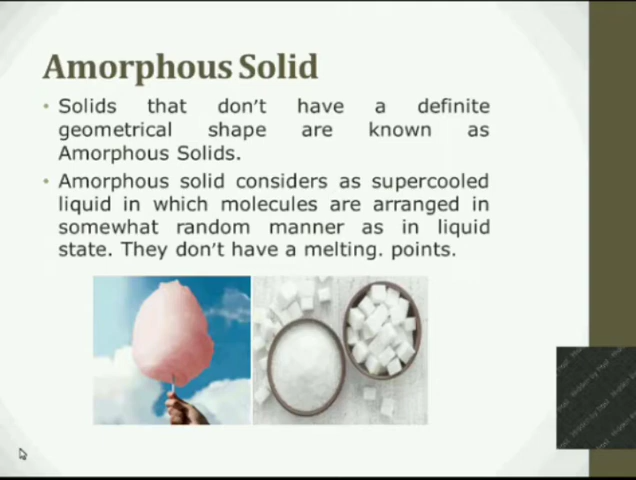 Amorphous Solid
• Solids that don't have a definite
geometrical shape are known as
Amorphous Solids.
• Amorphous solid considers as supercooled
liquid in which molecules are arranged in
somewhat random manner as in liquid
state. They don't have a melting. points.